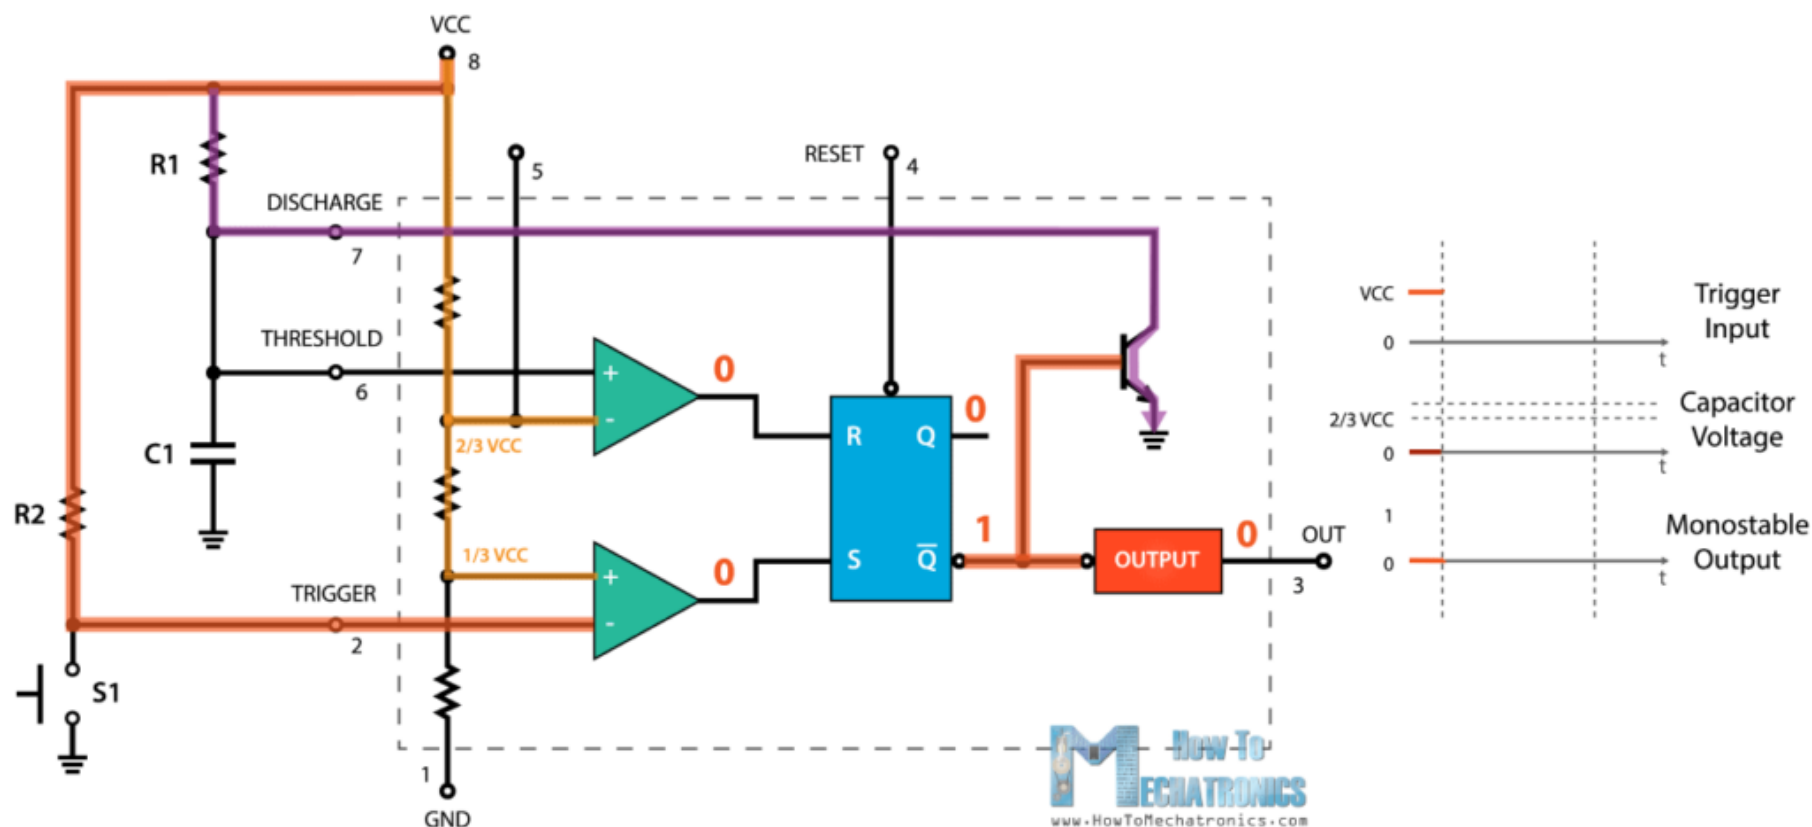 VCC
8
R1
5
RESET
4
DISCHARGE
7
THRESHOLD
6
+
-
0
2/3 VCC
C1
R
Q
0
R2
1/3 VCC
+
-
0
S
Q̅
1
OUTPUT
0
OUT
3
TRIGGER
2
S1
1
GND
VCC
0
t
Trigger
Input
2/3 VCC
0
t
Capacitor
Voltage
1
0
t
Monostable
Output
How To
MECHATRONICS
www.HowToMechatronics.com